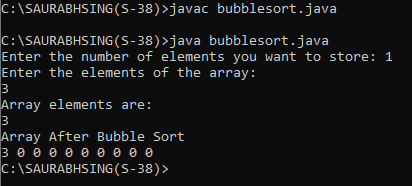 C:\SAURABHSING(S-38)>javac bubblesort.java
C:\SAURABHSING(S-38)>java bubblesort.java
Enter the number of elements you want to store: 1
Enter the elements of the array:
3
Array elements are:
3
Array After Bubble Sort
3 0 0 0 0 0 0 0 0 0
C:\SAURABHSING(S-38)>